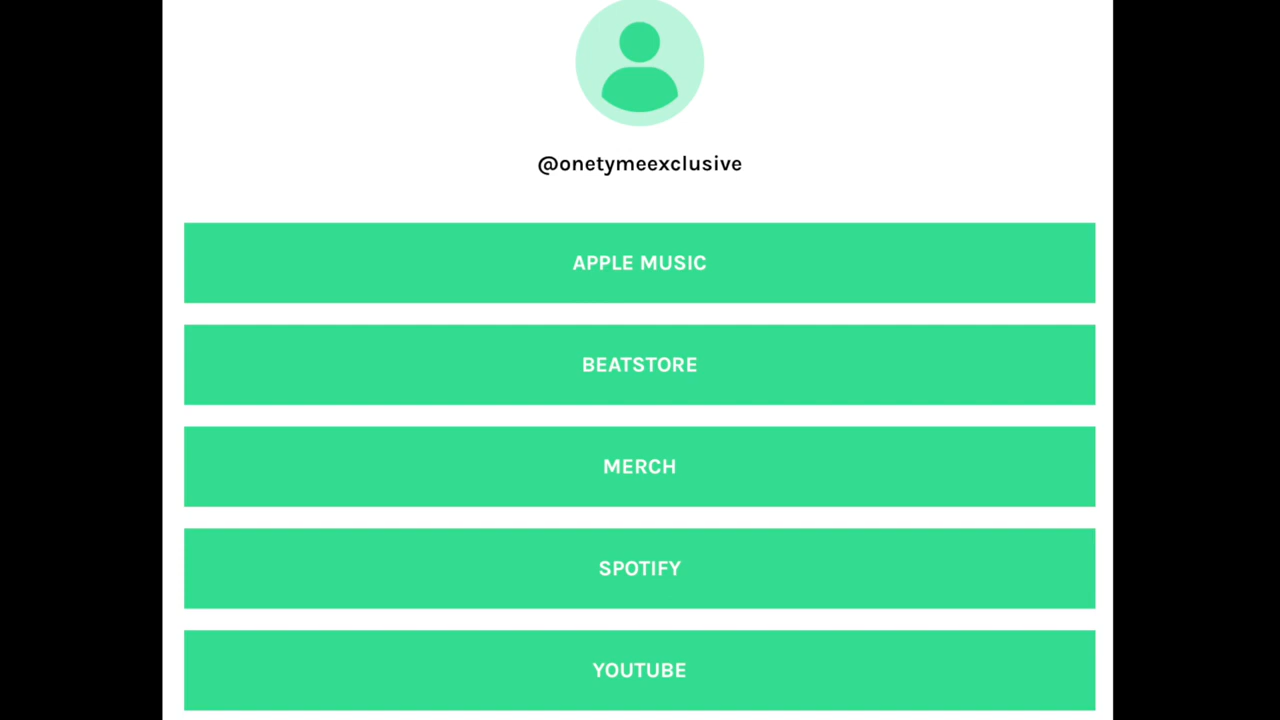 @onetymeexclusive
APPLE MUSIC
BEATSTORE
MERCH
SPOTIFY
YOUTUBE